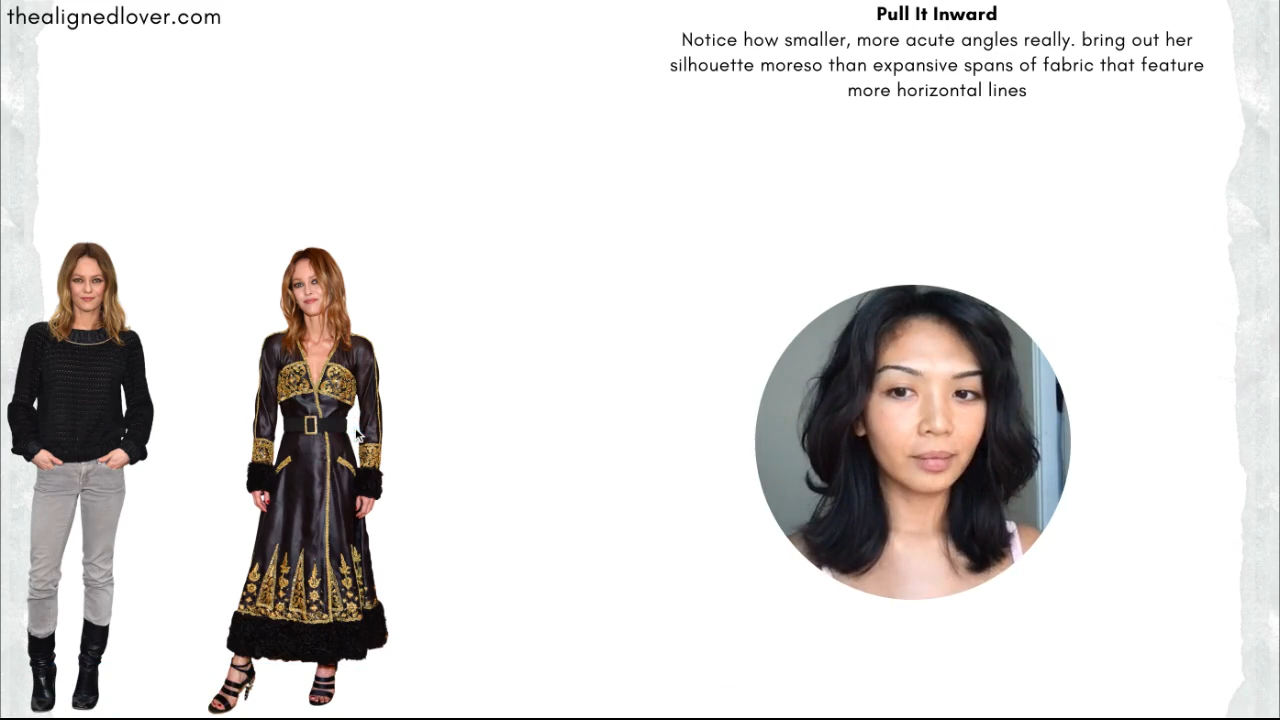 thealignedlover.com
Pull It Inward
Notice how smaller, more acute angles really. bring out her
silhouette moreso than expansive spans of fabric that feature
more horizontal lines